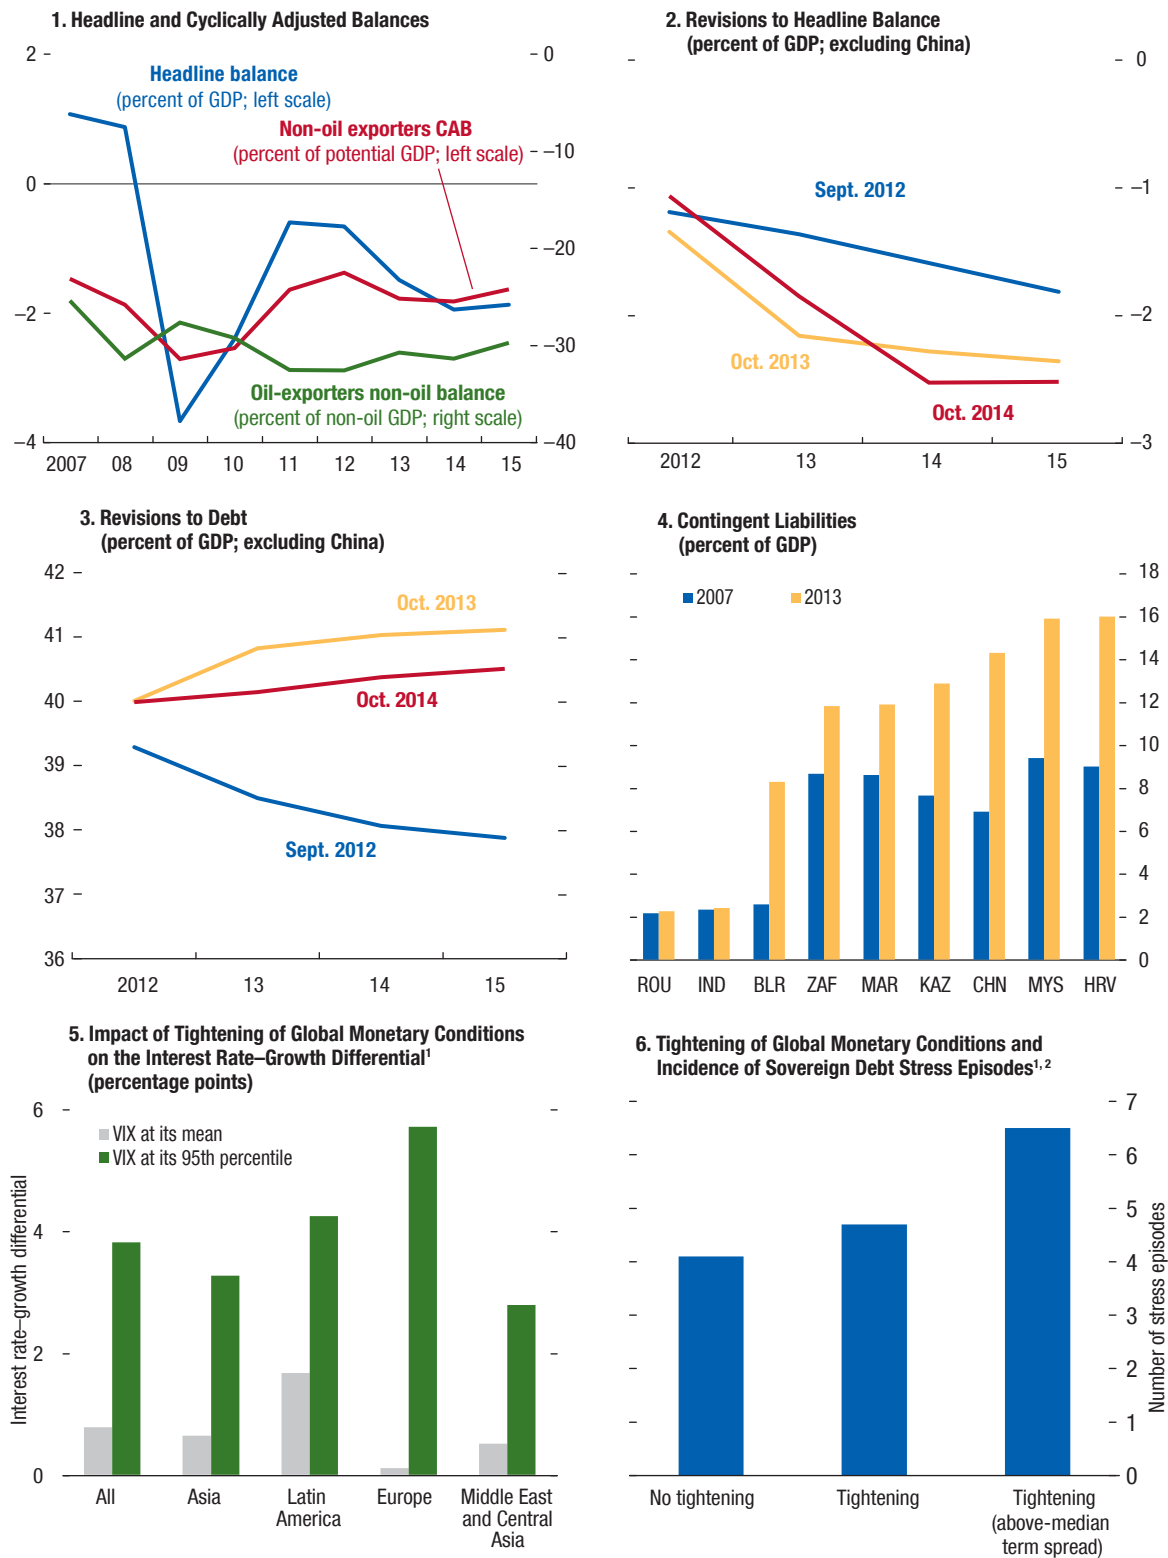 1. Headline and Cyclically Adjusted Balances
2
0
Headline balance
(percent of GDP; left scale)
Non-oil exporters CAB
(percent of potential GDP; left scale)
–10
0
–20
–2
–30
Oil-exporters non-oil balance
(percent of non-oil GDP; right scale)
–4
–40
2007 08 09 10 11 12 13 14 15
2. Revisions to Headline Balance
(percent of GDP; excluding China)
0
–1
Sept. 2012
–2
Oct. 2013
Oct. 2014
–3
2012 13 14 15
3. Revisions to Debt
(percent of GDP; excluding China)
42
Oct. 2013
41
40
Oct. 2014
39
38
Sept. 2012
37
36
2012 13 14 15
4. Contingent Liabilities
(percent of GDP)
18
2007 2013
16
14
12
10
8
6
4
2
0
ROU IND BLR ZAF MAR KAZ CHN MYS HRV
5. Impact of Tightening of Global Monetary Conditions
on the Interest Rate–Growth Differential1
(percentage points)
6
VIX at its mean
VIX at its 95th percentile
4
2
0
Interest rate–growth differential
All Asia Latin America Europe Middle East and Central Asia
6. Tightening of Global Monetary Conditions and
Incidence of Sovereign Debt Stress Episodes1, 2
7
6
5
4
3
2
1
0
Number of stress episodes
No tightening Tightening Tightening
(above-median
term spread)